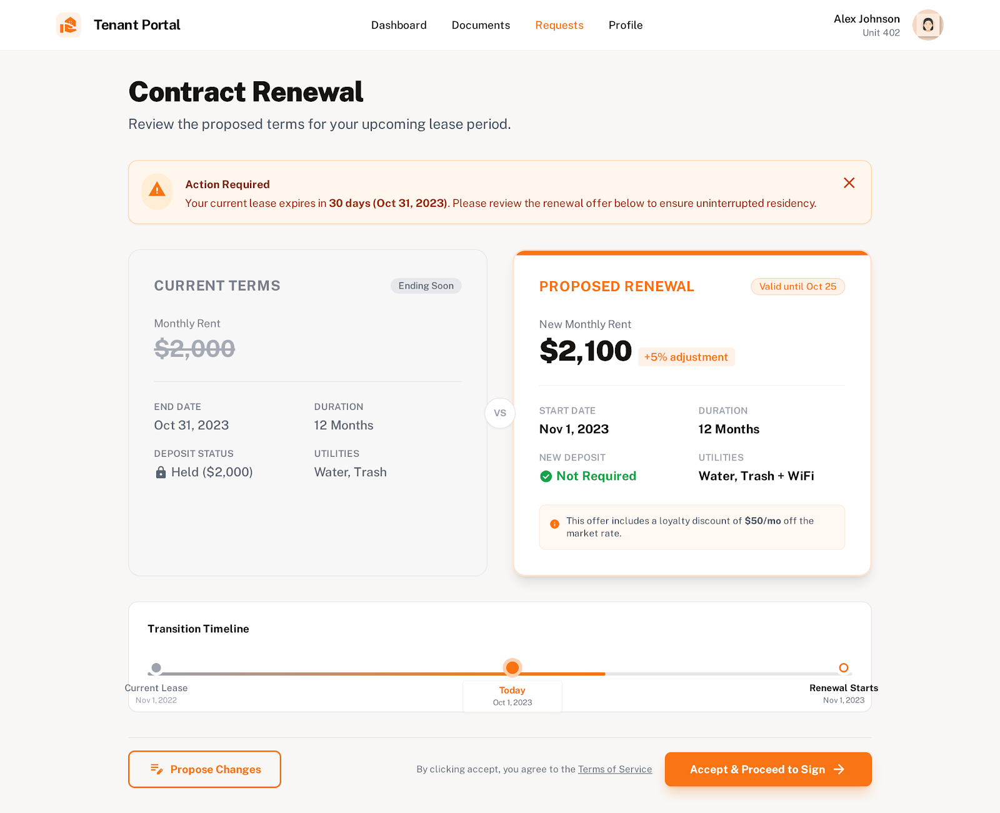 Tenant Portal
Dashboard
Documents
Requests
Profile
Alex Johnson
Unit 402
Contract Renewal
Review the proposed terms for your upcoming lease period.
Action Required
Your current lease expires in 30 days (Oct 31, 2023). Please review the renewal offer below to ensure uninterrupted residency.
CURRENT TERMS
Ending Soon
Monthly Rent
$2,000
END DATE
Oct 31, 2023
DURATION
12 Months
DEPOSIT STATUS
Held ($2,000)
UTILITIES
Water, Trash
VS
PROPOSED RENEWAL
Valid until Oct 25
New Monthly Rent
$2,100
+5% adjustment
START DATE
Nov 1, 2023
DURATION
12 Months
NEW DEPOSIT
Not Required
UTILITIES
Water, Trash + WiFi
This offer includes a loyalty discount of $50/mo off the
market rate.
Transition Timeline
Current Lease
Nov 1, 2022
Today
Oct 1, 2023
Renewal Starts
Nov 1, 2023
Propose Changes
By clicking accept, you agree to the Terms of Service
Accept & Proceed to Sign